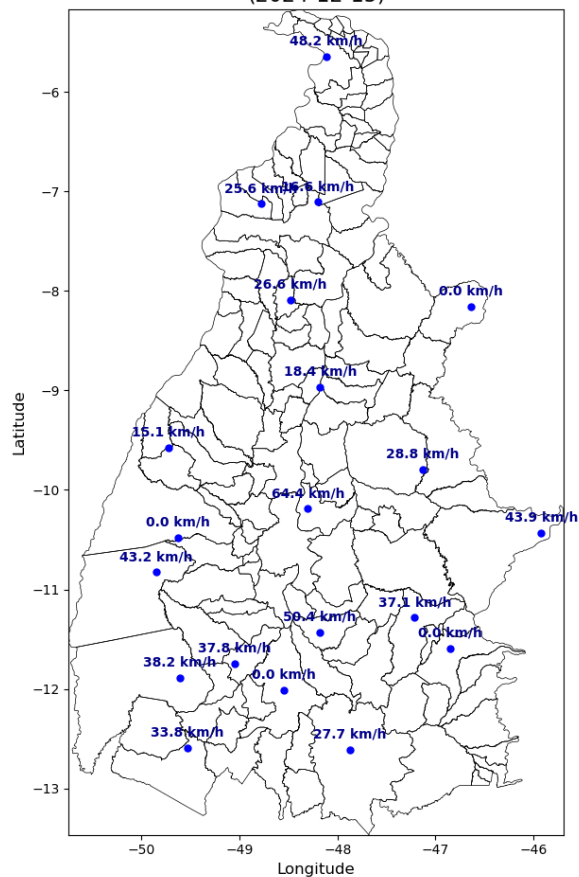 48.2 km/h
25.6 km/h
26.6 km/h
0.0 km/h
18.4 km/h
15.1 km/h
28.8 km/h
64.4 km/h
0.0 km/h
43.9 km/h
43.2 km/h
37.1 km/h
50.4 km/h
0.0 km/h
37.8 km/h
38.2 km/h
0.0 km/h
33.8 km/h
27.7 km/h
Latitude
−6
−7
−8
−9
−10
−11
−12
−13
−50 −49 −48 −47 −46
Longitude